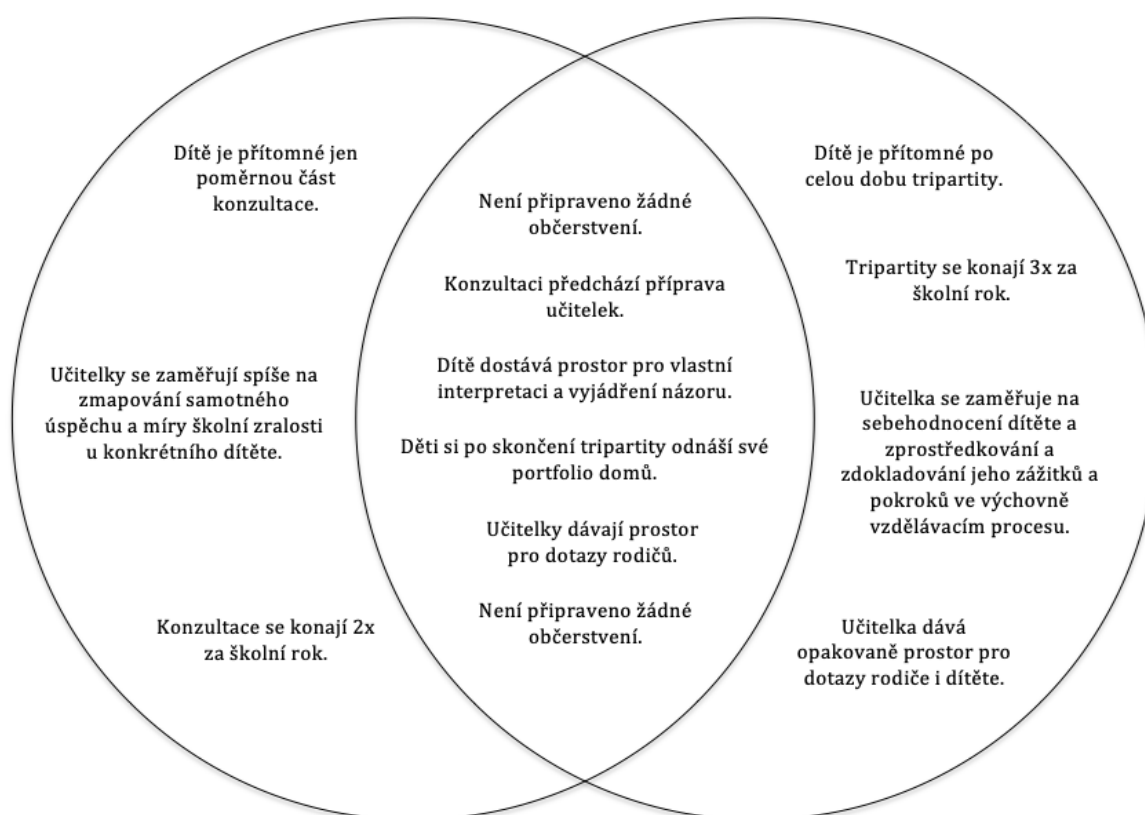 Dítě je přítomné jen
poměrnou část
konzultace.
Učitelky se zaměřují spíše na
zmapování samotného
úspěchu a míry školní zralosti
u konkrétního dítěte.
Konzultace se konají 2x
za školní rok.
Není připraveno žádné
občerstvení.
Konzultaci předchází příprava
učitelek.
Dítě dostává prostor pro vlastní
interpretaci a vyjádření názoru.
Děti si po skončení tripartity odnáší své
portfolio domů.
Učitelky dávají prostor
pro dotazy rodičů.
Není připraveno žádné
občerstvení.
Dítě je přítomné po
celou dobu tripartity.
Tripartity se konají 3x za
školní rok.
Učitelka se zaměřuje na
sebehodnocení dítěte a
zprostředkování a
zdokladování jeho zážitků a
pokroků ve výchovně
vzdělávacím procesu.
Učitelka dává
opakovaně prostor pro
dotazy rodiče i dítěte.